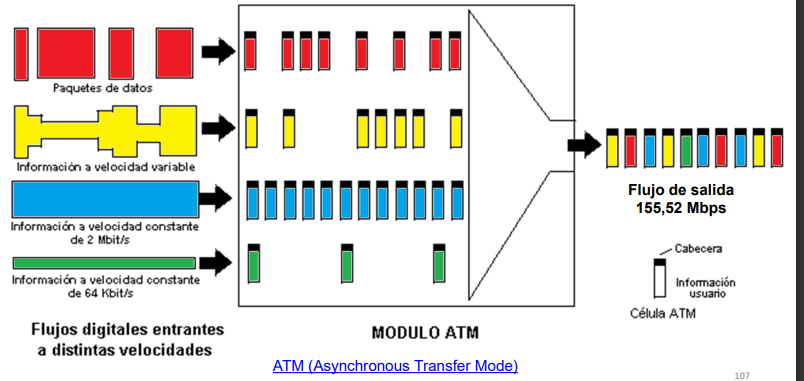 Paquetes de datos
Información a velocidad variable
Información a velocidad constante
de 2 Mbit/s
Información a velocidad constante
de 64 Kbit/s
Flujos digitales entrantes
a distintas velocidades
MODULO ATM
ATM (Asynchronous Transfer Mode)
Flujo de salida
155,52 Mbps
Cabecera
Información
usuario
Célula ATM
107